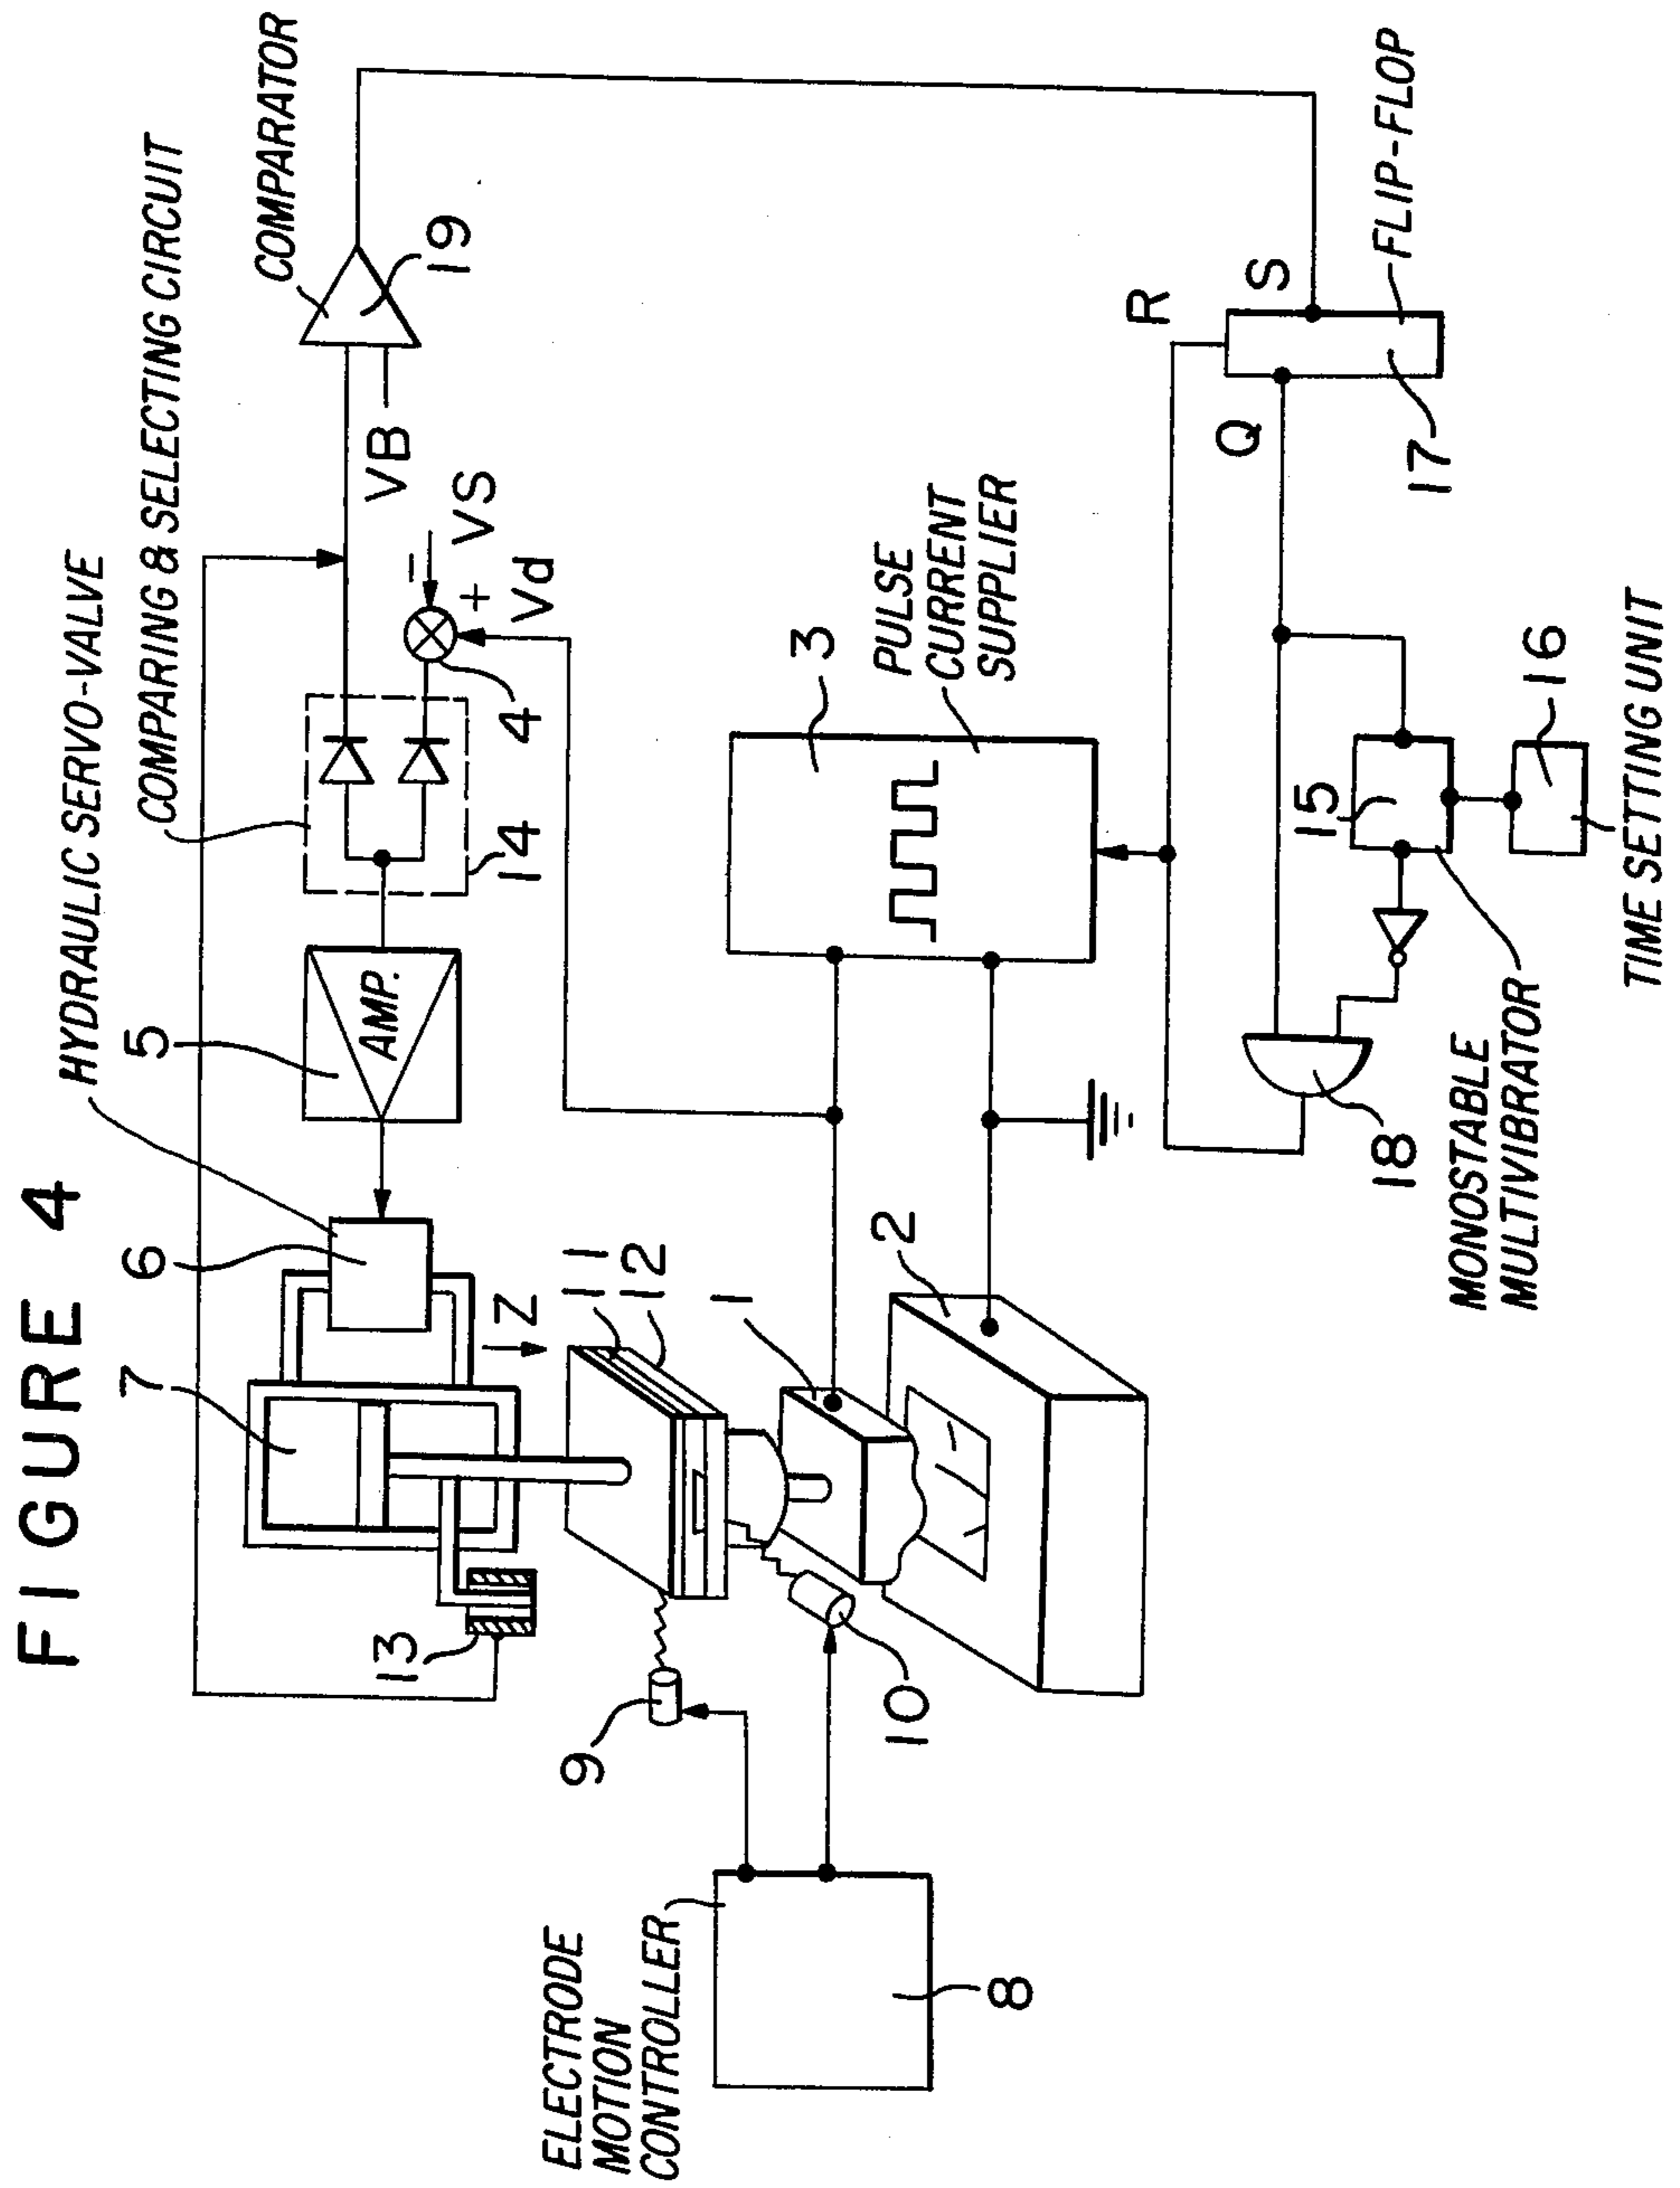 FIGURE 4
HYDRAULIC SERVO-VALVE
COMPARING & SELECTING CIRCUIT
COMPARATOR
7
6
5
AMP.
14
4
19
VB
VS
−
+
Vd
13
Z
11
12
1
2
9
10
ELECTRODE
MOTION
CONTROLLER
8
3
PULSE
CURRENT
SUPPLIER
R
S
Q
17
FLIP-FLOP
15
16
18
MONOSTABLE
MULTIVIBRATOR
TIME SETTING UNIT